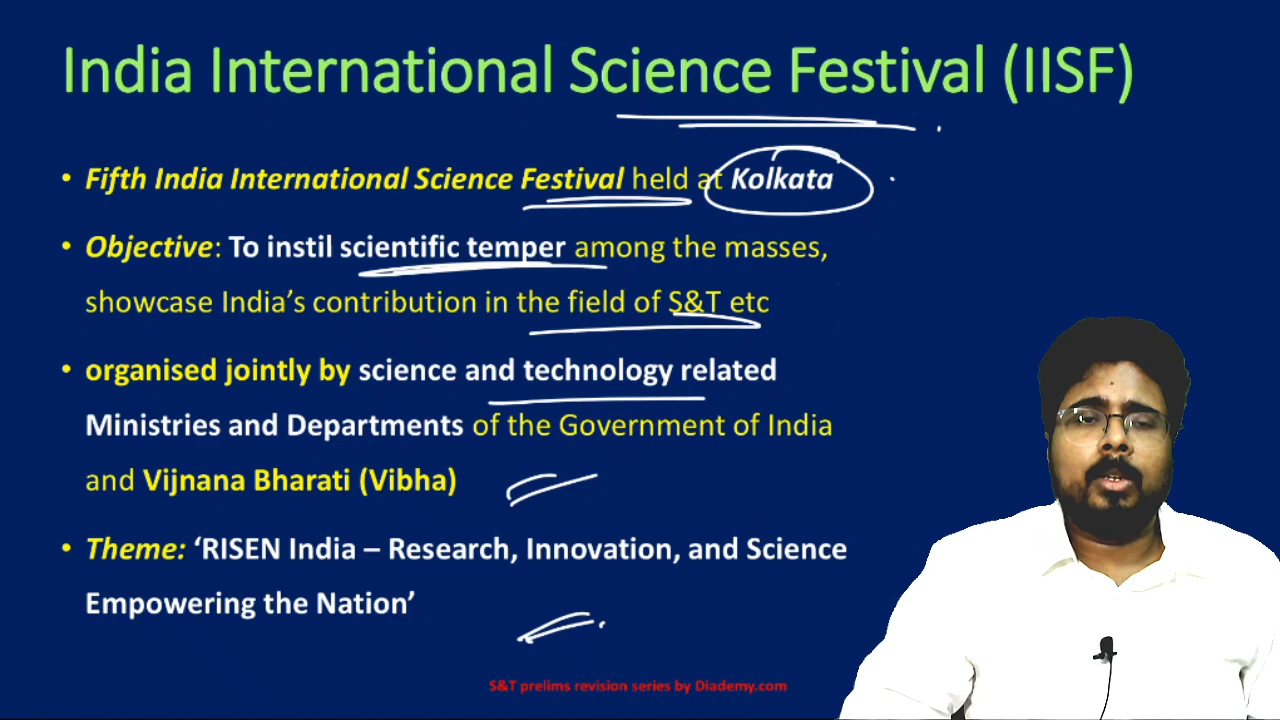 India International Science Festival (IISF)
• Fifth India International Science Festival held at Kolkata
• Objective: To instil scientific temper among the masses,
showcase India’s contribution in the field of S&T etc
• organised jointly by science and technology related
Ministries and Departments of the Government of India
and Vijnana Bharati (Vibha)
• Theme: ‘RISEN India – Research, Innovation, and Science
Empowering the Nation’
S&T prelims revision series by Diademy.com